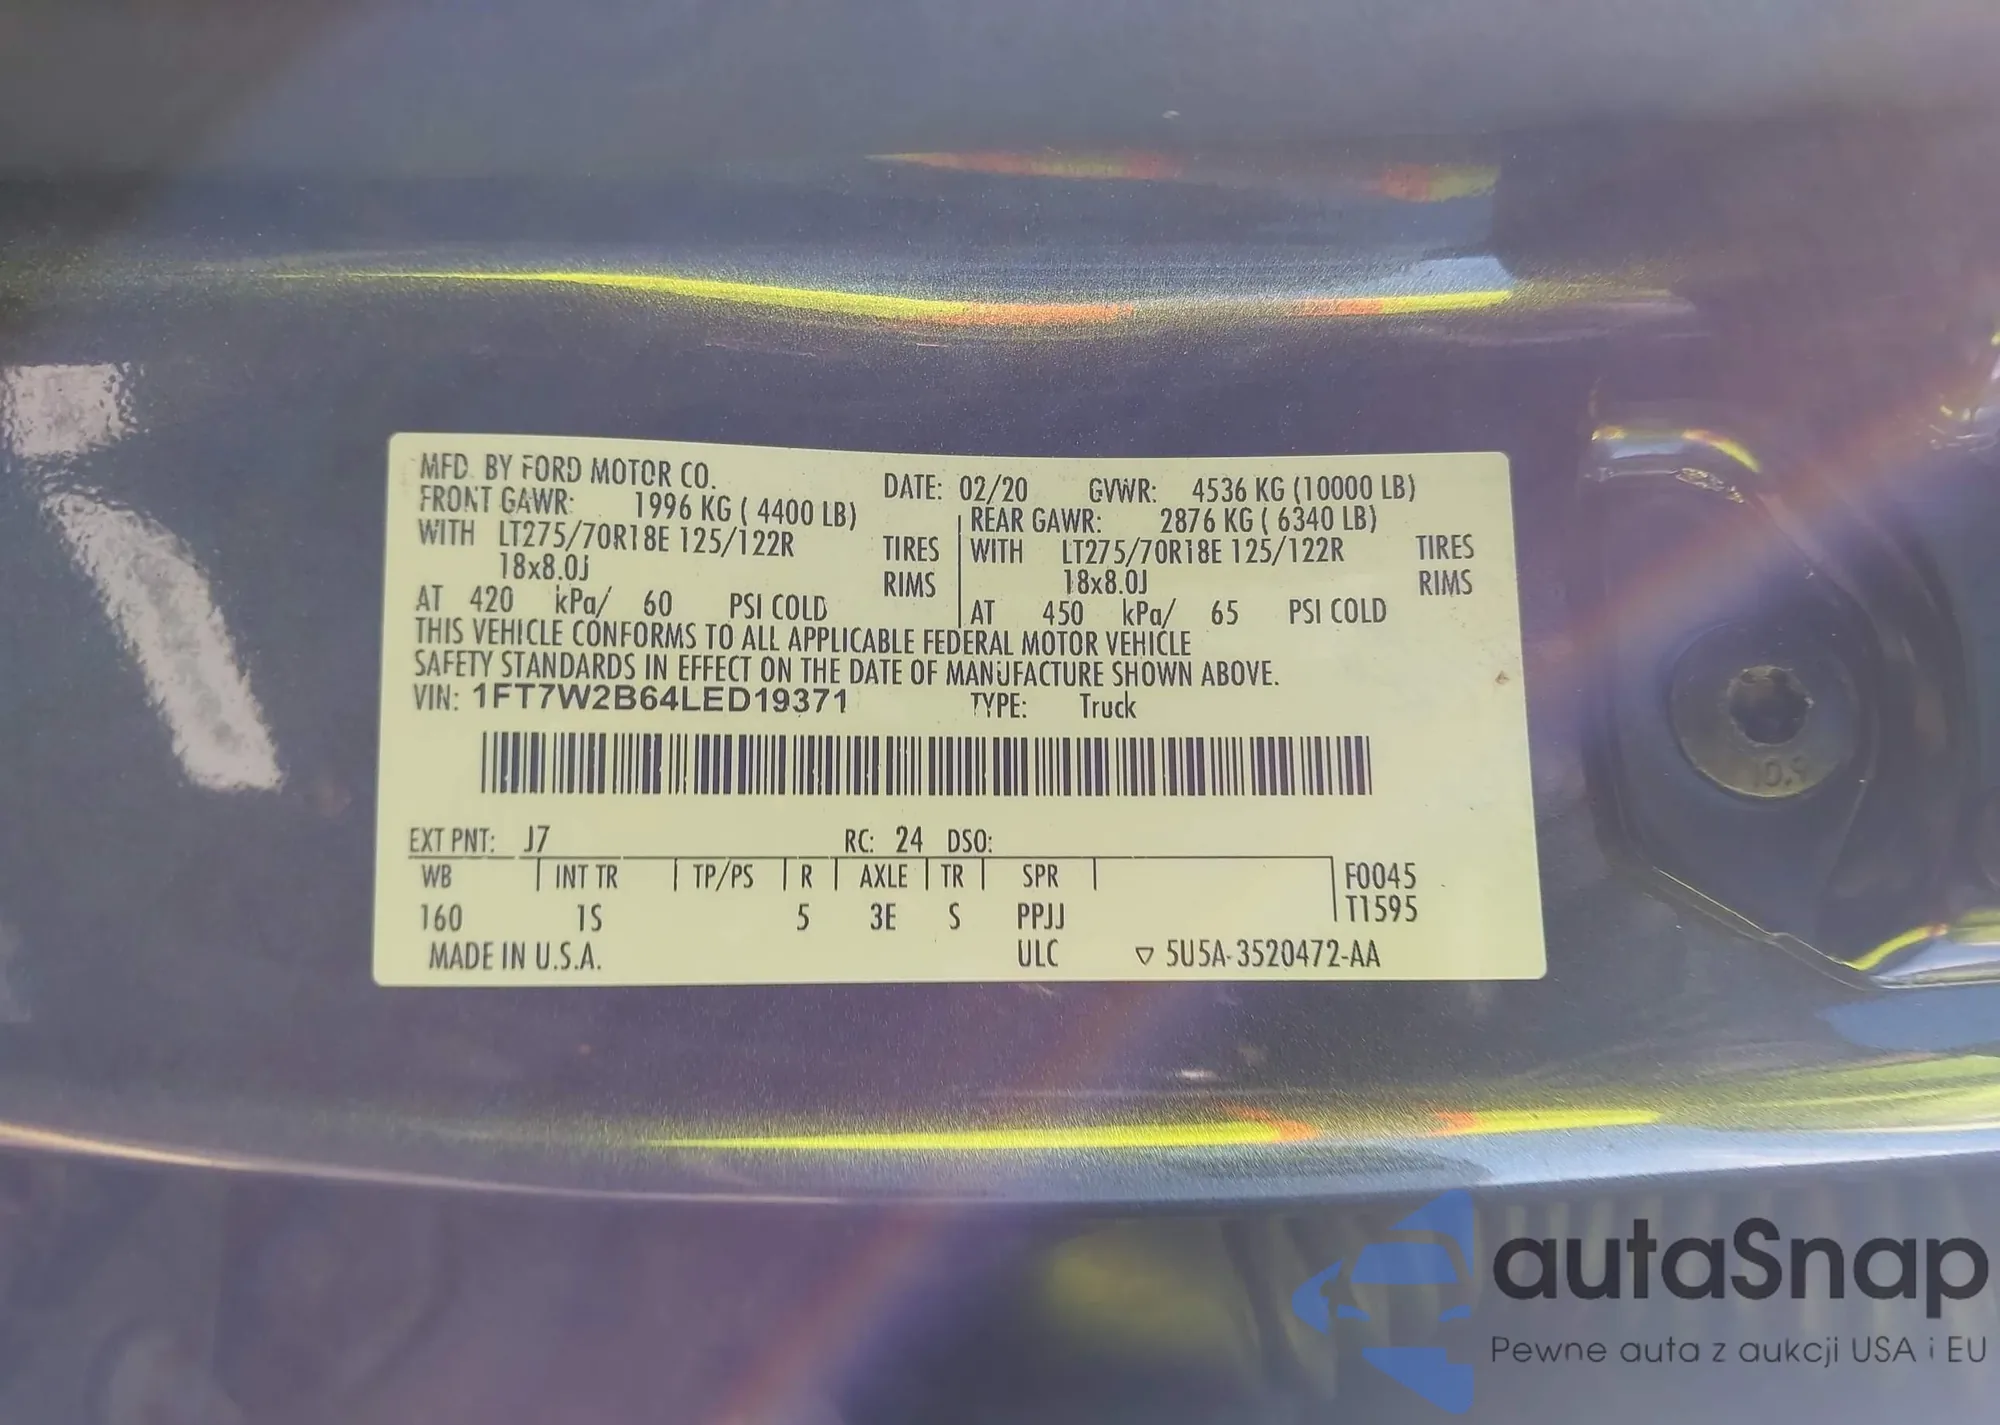 MFD. BY FORD MOTOR CO.
DATE: 02/20 GVWR: 4536 KG (10000 LB)
FRONT GAWR: 1996 KG ( 4400 LB)
REAR GAWR: 2876 KG ( 6340 LB)
WITH LT275/70R18E 125/122R TIRES
WITH LT275/70R18E 125/122R TIRES
18x8.0J RIMS
18x8.0J RIMS
AT 420 kPa/ 60 PSI COLD
AT 450 kPa/ 65 PSI COLD
THIS VEHICLE CONFORMS TO ALL APPLICABLE FEDERAL MOTOR VEHICLE
SAFETY STANDARDS IN EFFECT ON THE DATE OF MANUFACTURE SHOWN ABOVE.
VIN: 1FT7W2B64LED19371 TYPE: Truck
EXT PNT: J7 RC: 24 DSO:
WB INT TR TP/PS R AXLE TR SPR F0045
160 1S 5 3E S PPJJ T1595
MADE IN U.S.A. ULC ▽ 5U5A-3520472-AA
10.9
autaSnap
Pewne auta z aukcji USA i EU